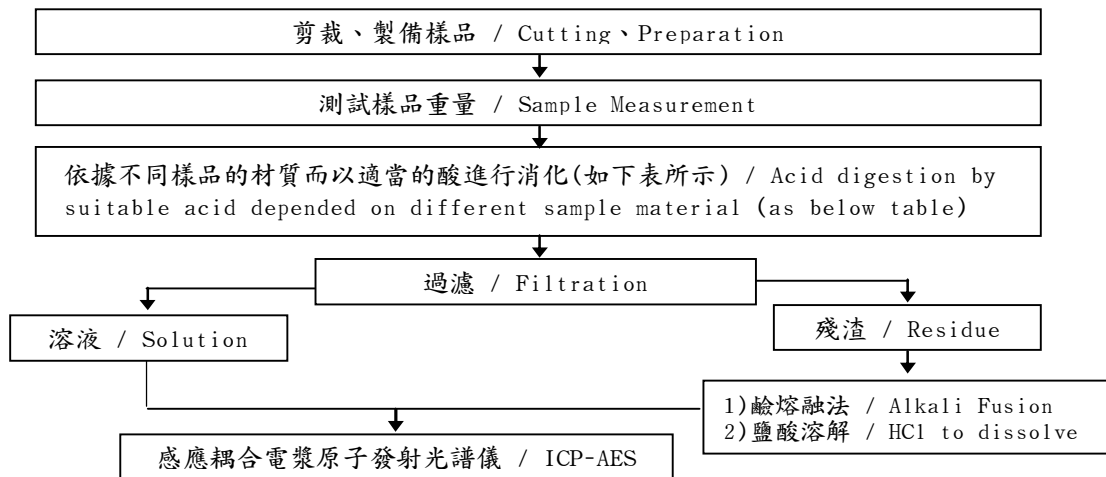 剪裁、製備樣品 / Cutting、Preparation
測試樣品重量 / Sample Measurement
依據不同樣品的材質而以適當的酸進行消化(如下表所示) / Acid digestion by
suitable acid depended on different sample material (as below table)
過濾 / Filtration
溶液 / Solution
殘渣 / Residue
1)鹼熔融法 / Alkali Fusion
2)鹽酸溶解 / HCl to dissolve
感應耦合電漿原子發射光譜儀 / ICP-AES